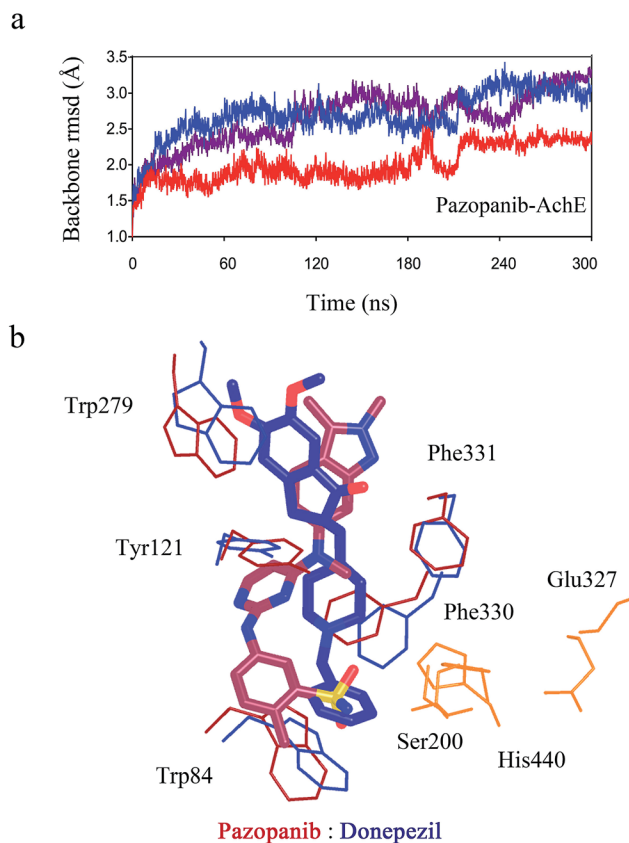 a
Backbone rmsd (Å)
3.5
3.0
2.5
2.0
1.5
1.0
Pazopanib-AchE
0 60 120 180 240 300
Time (ns)
b
Trp279
Phe331
Tyr121
Glu327
Phe330
Ser200
His440
Trp84
Pazopanib : Donepezil